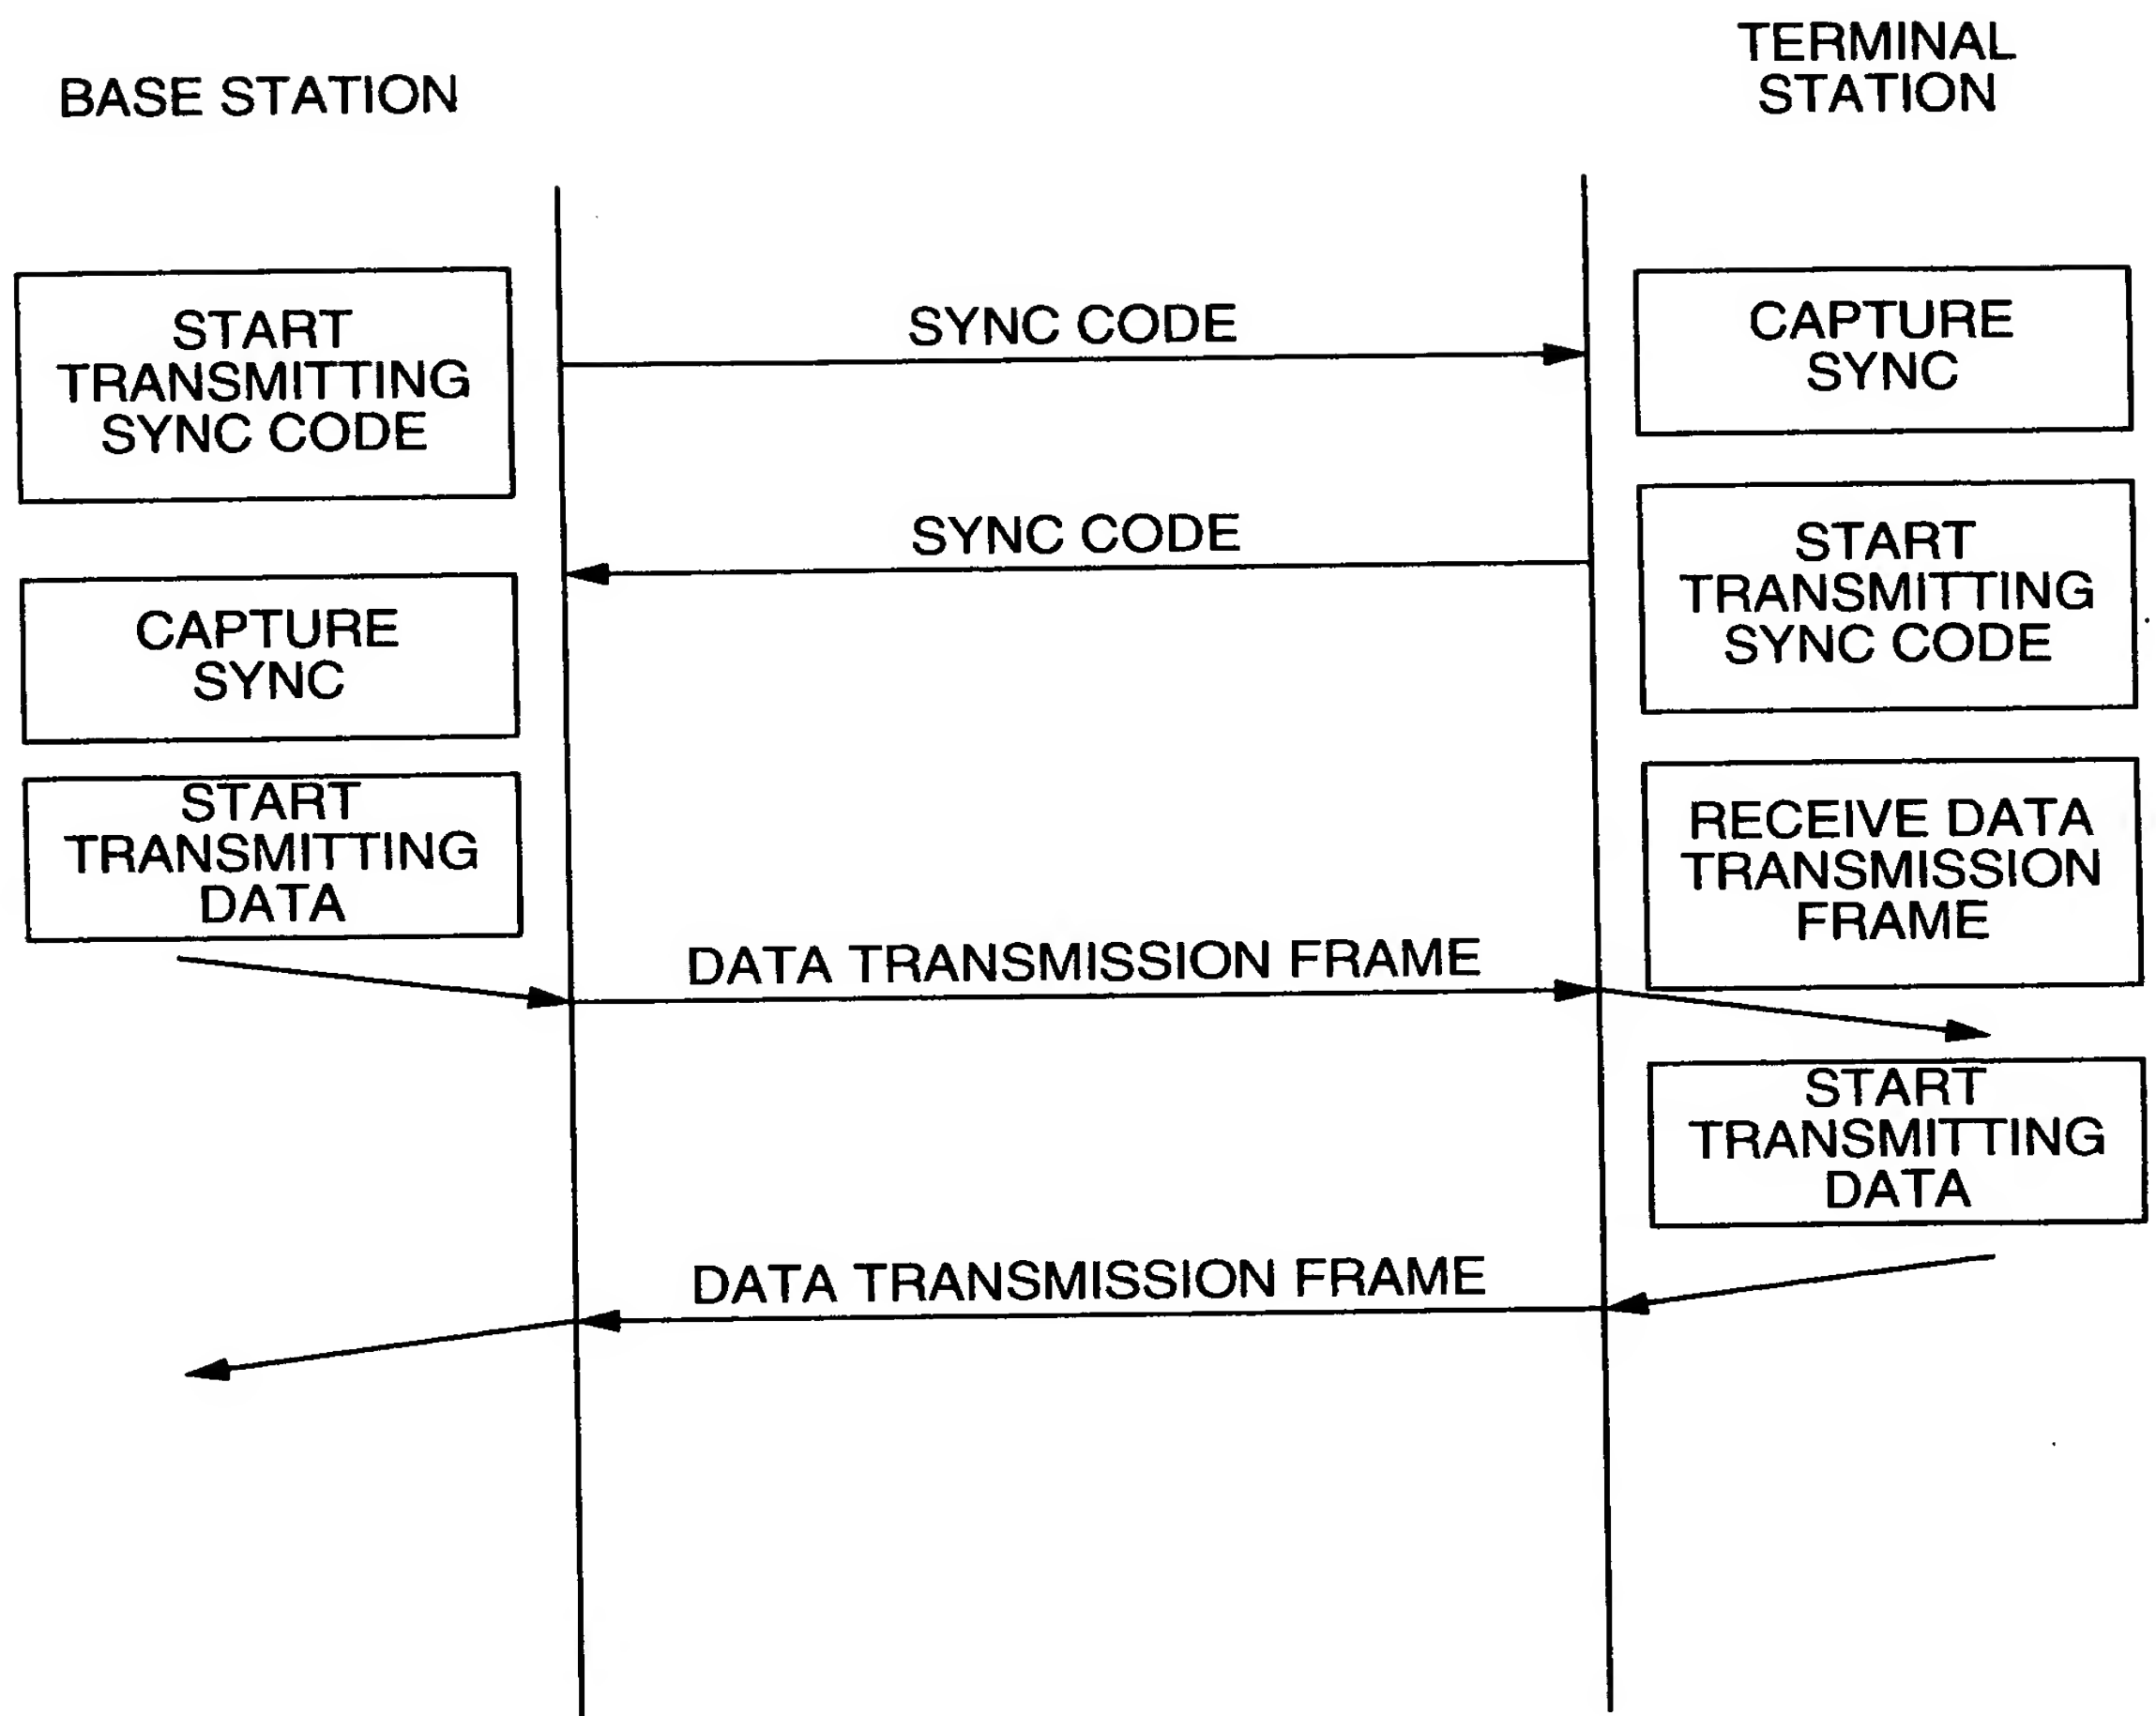 BASE STATION
TERMINAL
STATION
START
TRANSMITTING
SYNC CODE
SYNC CODE
CAPTURE
SYNC
SYNC CODE
START
TRANSMITTING
SYNC CODE
CAPTURE
SYNC
START
TRANSMITTING
DATA
RECEIVE DATA
TRANSMISSION
FRAME
DATA TRANSMISSION FRAME
START
TRANSMITTING
DATA
DATA TRANSMISSION FRAME